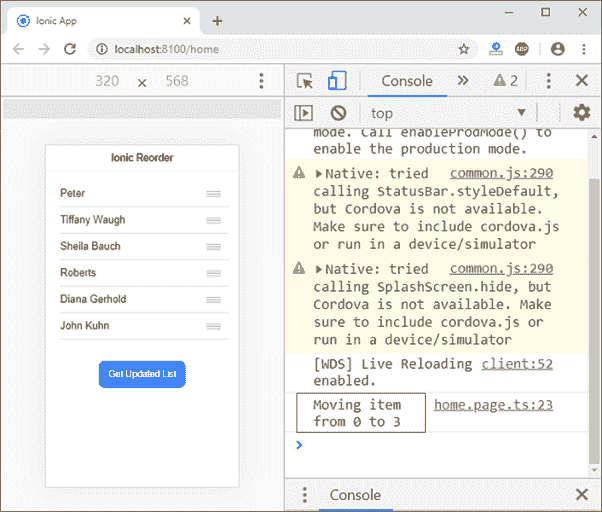 Ionic App
localhost:8100/home
ABP
320 × 568
Console
2
top
Ionic Reorder
Peter
Tiffany Waugh
Sheila Bauch
Roberts
Diana Gerhold
John Kuhn
Get Updated List
mode. Call enableProdMode() to
enable the production mode.
Native: tried common.js:290
calling StatusBar.styleDefault,
but Cordova is not available.
Make sure to include cordova.js
or run in a device/simulator
Native: tried common.js:290
calling SplashScreen.hide, but
Cordova is not available. Make
sure to include cordova.js or
run in a device/simulator
[WDS] Live Reloading client:52
enabled.
Moving item home.page.ts:23
from 0 to 3
Console